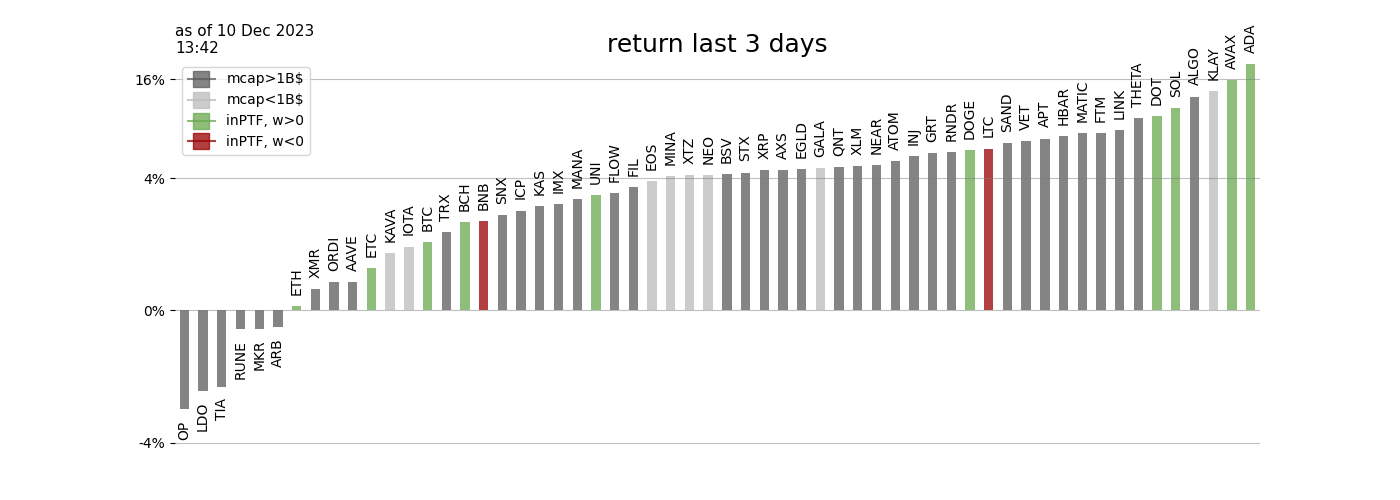 as of 10 Dec 2023
13:42
return last 3 days
mcap>1B$
mcap<1B$
inPTF, w>0
inPTF, w<0
16%
4%
0%
-4%
OP
LDO
TIA
RUNE
MKR
ARB
ETH
XMR
ORDI
AAVE
ETC
KAVA
IOTA
BTC
TRX
BCH
BNB
SNX
ICP
KAS
IMX
MANA
UNI
FLOW
FIL
EOS
MINA
XTZ
NEO
BSV
STX
XRP
AXS
EGLD
GALA
QNT
XLM
NEAR
ATOM
INJ
GRT
RNDR
DOGE
LTC
SAND
VET
APT
HBAR
MATIC
FTM
LINK
THETA
DOT
SOL
ALGO
KLAY
AVAX
ADA